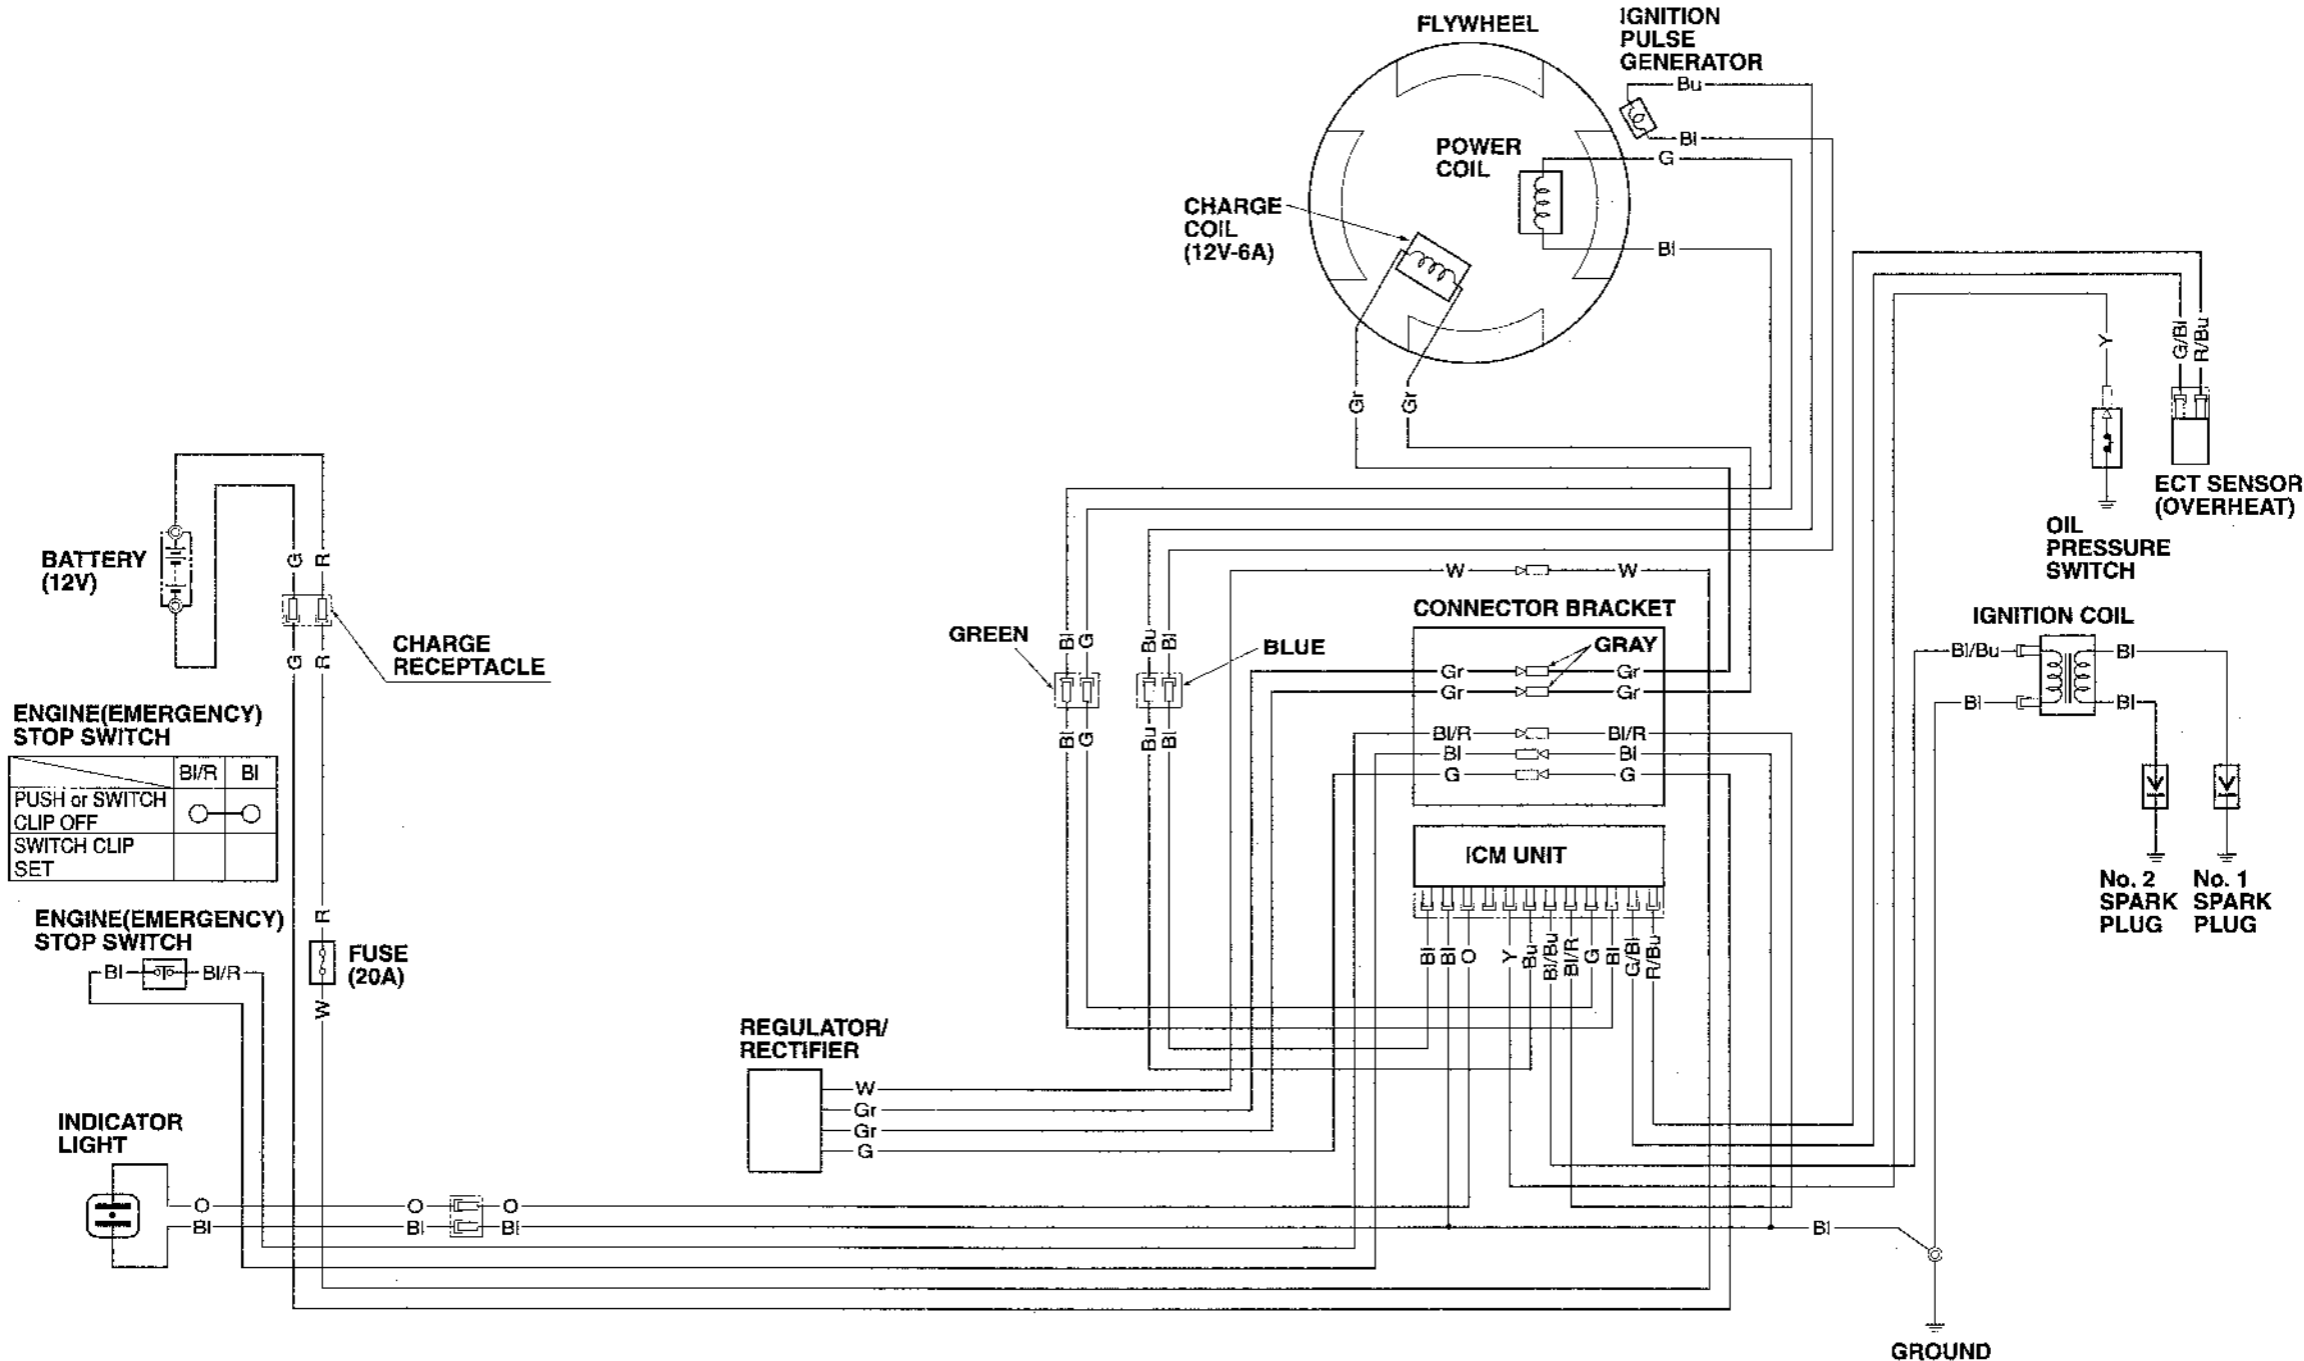 FLYWHEEL
IGNITION
PULSE
GENERATOR
Bu
Bl
G
POWER
COIL
CHARGE
COIL
(12V-6A)
Bl
Gr
Gr
Y
G/Bl
R/Bu
ECT SENSOR
(OVERHEAT)
OIL
PRESSURE
SWITCH
BATTERY
(12V)
G
R
G
R
CHARGE
RECEPTACLE
W
W
CONNECTOR BRACKET
GREEN
Bl
G
Bu
Bl
BLUE
GRAY
Gr
Gr
Gr
Gr
Bl/R
Bl/R
Bl
Bl
G
G
Bl
G
Bu
Bl
IGNITION COIL
Bl/Bu
Bl
Bl
Bl
No. 2
SPARK
PLUG
No. 1
SPARK
PLUG
ENGINE(EMERGENCY)
STOP SWITCH
Bl/R
Bl
PUSH or SWITCH
CLIP OFF
SWITCH CLIP
SET
ICM UNIT
Bl
Bl
O
Y
Bu
Bl/Bu
Bl/R
G
Bl
G/Bl
R/Bu
ENGINE(EMERGENCY)
STOP SWITCH
Bl
Bl/R
R
FUSE
(20A)
W
REGULATOR/
RECTIFIER
W
Gr
Gr
G
INDICATOR
LIGHT
O
O
O
Bl
Bl
Bl
Bl
GROUND